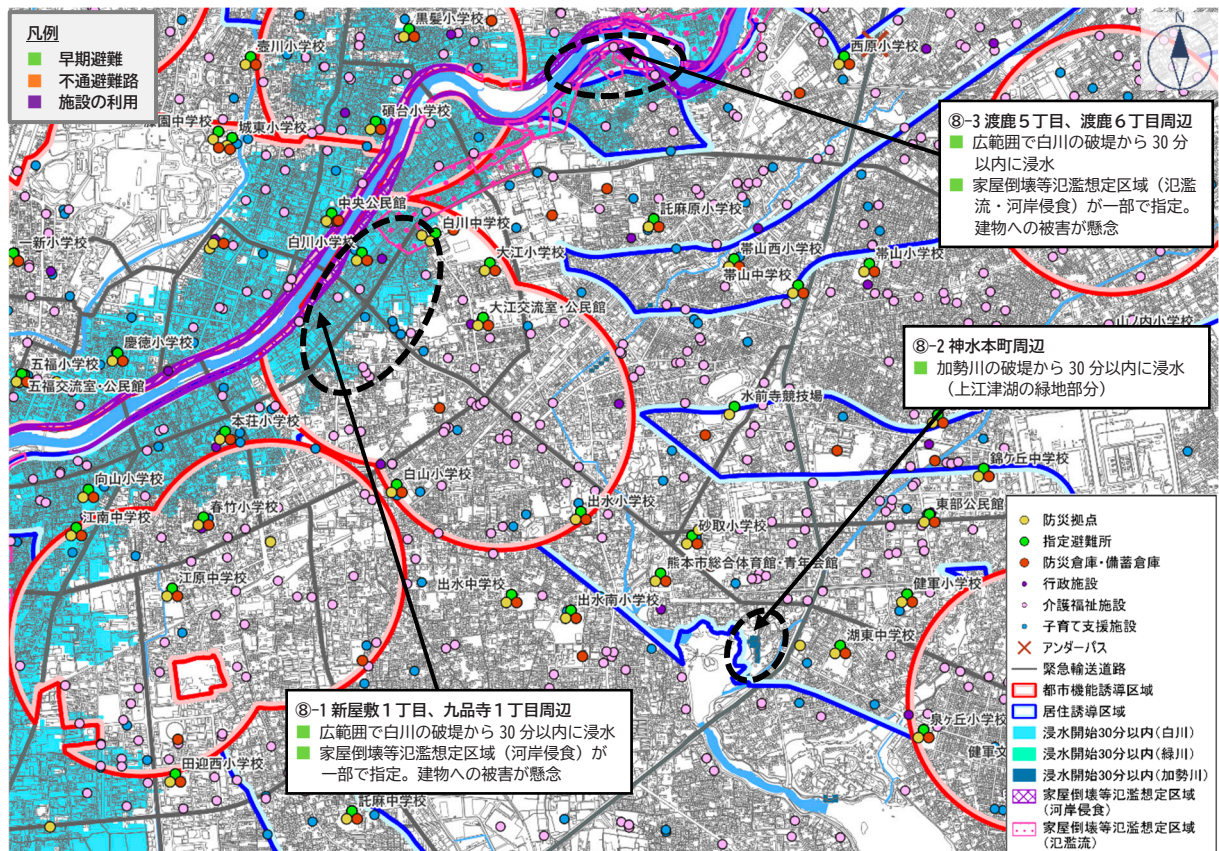 凡例
早期避難
不通避難路
施設の利用
黒髪小学校
壺川小学校
西原小学校
N
碩台小学校
藤園中学校
城東小学校
⑧-3 渡鹿5丁目、渡鹿6丁目周辺
広範囲で白川の破堤から 30 分
以内に浸水
家屋倒壊等氾濫想定区域（氾濫
流・河岸侵食）が一部で指定。
建物への被害が懸念
中央公民館
白川中学校
託麻原小学校
一新小学校
白川小学校
大江小学校
帯山西小学校
帯山中学校
帯山小学校
大江交流室・公民館
山ノ内小学校
慶徳小学校
五福小学校
五福交流室・公民館
⑧-2 神水本町周辺
加勢川の破堤から 30 分以内に浸水
（上江津湖の緑地部分）
水前寺競技場
本荘小学校
錦ケ丘中学校
向山小学校
白山小学校
出水小学校
東部公民館
江南中学校
春竹小学校
砂取小学校
熊本市総合体育館・青年会館
江原中学校
出水中学校
出水南小学校
健軍小学校
湖東中学校
泉ヶ丘小学校
健軍文
⑧-1 新屋敷1丁目、九品寺1丁目周辺
広範囲で白川の破堤から 30 分以内に浸水
家屋倒壊等氾濫想定区域（河岸侵食）が
一部で指定。建物への被害が懸念
田迎西小学校
託麻中学校
防災拠点
指定避難所
防災倉庫・備蓄倉庫
行政施設
介護福祉施設
子育て支援施設
アンダーパス
緊急輸送道路
都市機能誘導区域
居住誘導区域
浸水開始30分以内（白川）
浸水開始30分以内（緑川）
浸水開始30分以内（加勢川）
家屋倒壊等氾濫想定区域
（河岸侵食）
家屋倒壊等氾濫想定区域
（氾濫流）